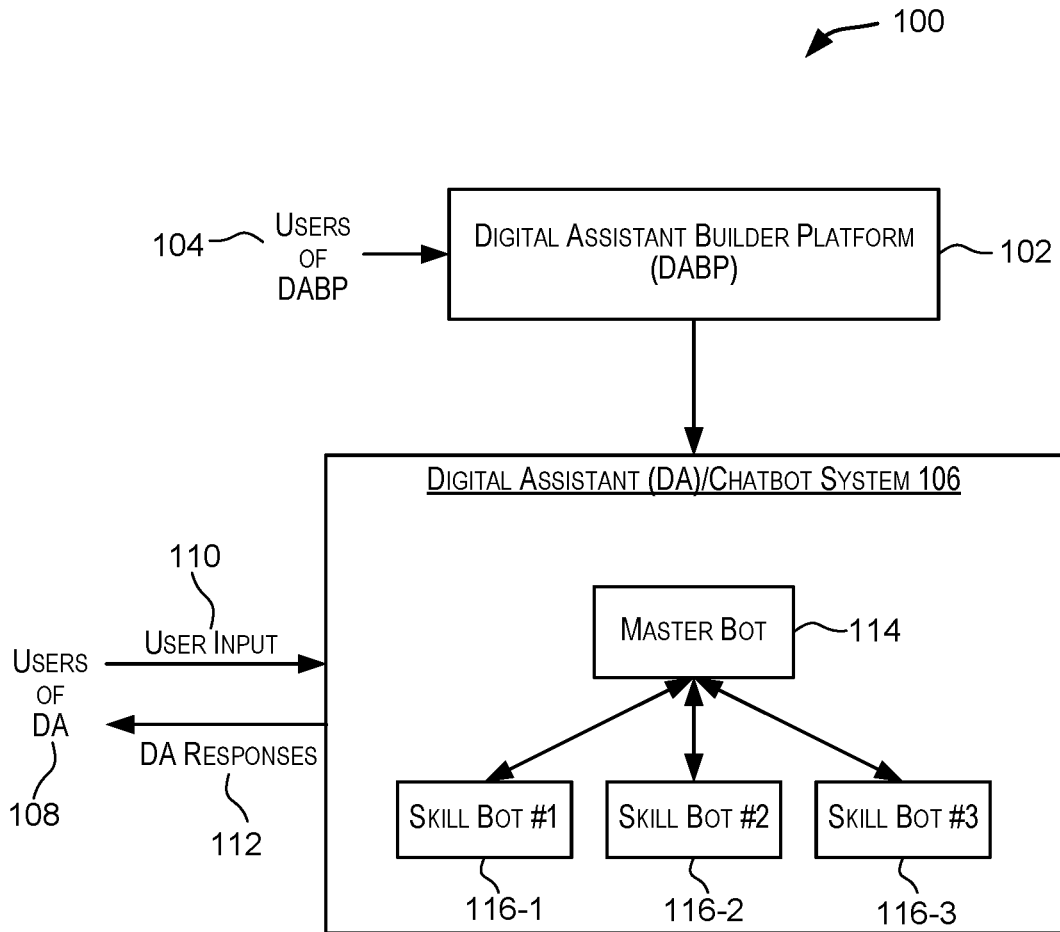 100
104
USERS
OF
DABP
DIGITAL ASSISTANT BUILDER PLATFORM
(DABP)
102
DIGITAL ASSISTANT (DA)/CHATBOT SYSTEM 106
110
USER INPUT
USERS
OF
DA
108
DA RESPONSES
112
MASTER BOT
114
SKILL BOT #1
SKILL BOT #2
SKILL BOT #3
116-1
116-2
116-3